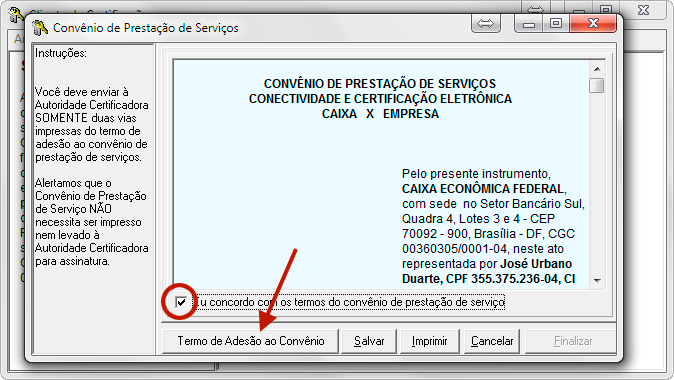 Convênio de Prestação de Serviços
Instruções:
Você deve enviar à
Autoridade Certificadora
SOMENTE duas vias
impressas do termo de
adesão ao convênio de
prestação de serviços.
Alertamos que o
Convênio de Prestação
de Serviço NÃO
necessita ser impresso
nem levado à
Autoridade Certificadora
para assinatura.
CONVÊNIO DE PRESTAÇÃO DE SERVIÇOS
CONECTIVIDADE E CERTIFICAÇÃO ELETRÔNICA
CAIXA X EMPRESA
Pelo presente instrumento,
CAIXA ECONÔMICA FEDERAL,
com sede no Setor Bancário Sul,
Quadra 4, Lotes 3 e 4 - CEP
70092 - 900, Brasília - DF, CGC
00360305/0001-04, neste ato
representada por José Urbano
Duarte, CPF 355.375.236-04, CI
Eu concordo com os termos do convênio de prestação de serviço
Termo de Adesão ao Convênio
Salvar
Imprimir
Cancelar
Finalizar